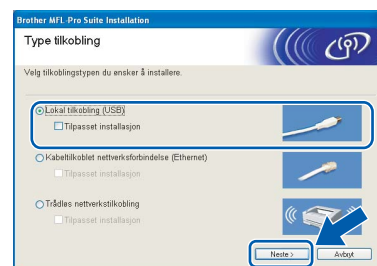 Brother MFL-Pro Suite Installation
Type tilkobling
Velg tilkoblingstypen du ønsker å installere.
Lokal tilkobling (USB)
Tilpasset installasjon
Kabeltilkoblet nettverksforbindelse (Ethernet)
Tilpasset installasjon
Trådløs nettverkstilkobling
Tilpasset installasjon
Neste > Avbryt